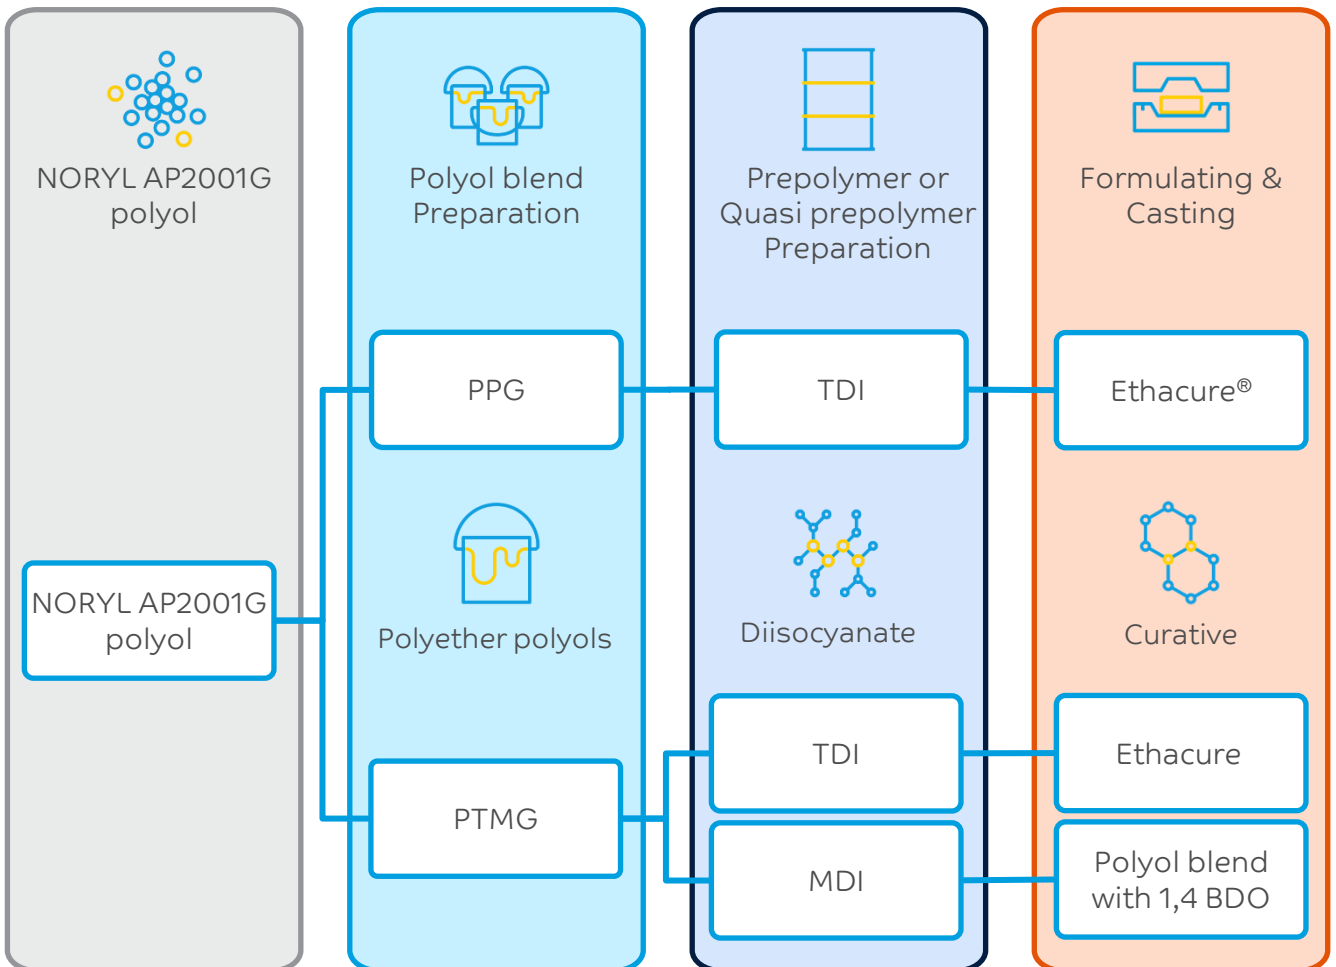 NORYL AP2001G
polyol
Polyol blend
Preparation
Prepolymer or
Quasi prepolymer
Preparation
Formulating &
Casting
PPG
TDI
Ethacure®
NORYL AP2001G
polyol
Polyether polyols
Diisocyanate
Curative
PTMG
TDI
Ethacure
MDI
Polyol blend
with 1,4 BDO